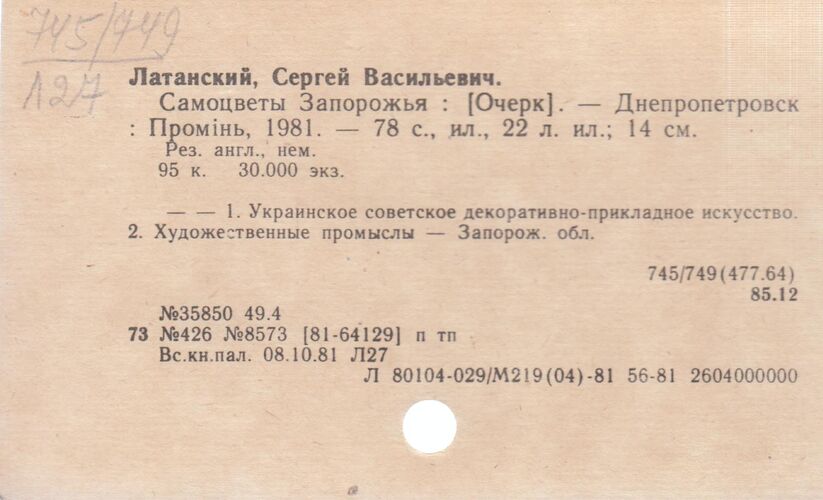 745/749
Л27
Латанский, Сергей Васильевич.
Самоцветы Запорожья : [Очерк]. — Днепропетровск
: Промінь, 1981. — 78 с., ил., 22 л. ил.; 14 см.
Рез. англ., нем.
95 к. 30.000 экз.
— — 1. Украинское советское декоративно-прикладное искусство.
2. Художественные промыслы — Запорож. обл.
745/749(477.64)
85.12
№35850 49.4
73 №426 №8573 [81-64129] п тп
Вс.кн.пал. 08.10.81 Л27
Л 80104-029/М219(04)-81 56-81 2604000000